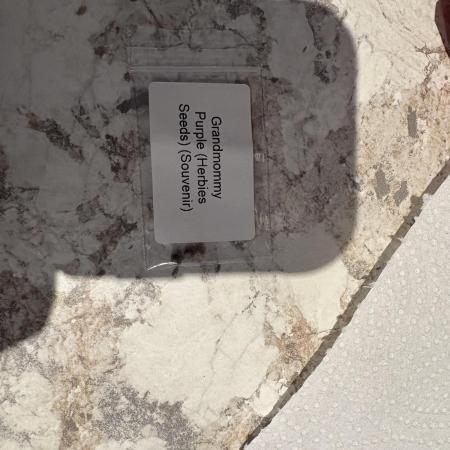 Grandmommy
Purple (Herbies
Seeds) (Souvenir)